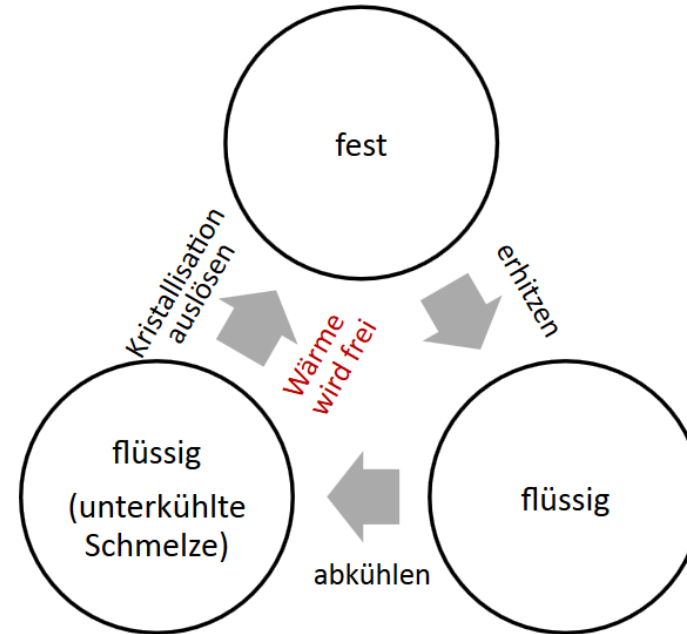 fest
Kristallisation
auslösen
erhitzen
Wärme
wird frei
flüssig
(unterkühlte
Schmelze)
flüssig
abkühlen